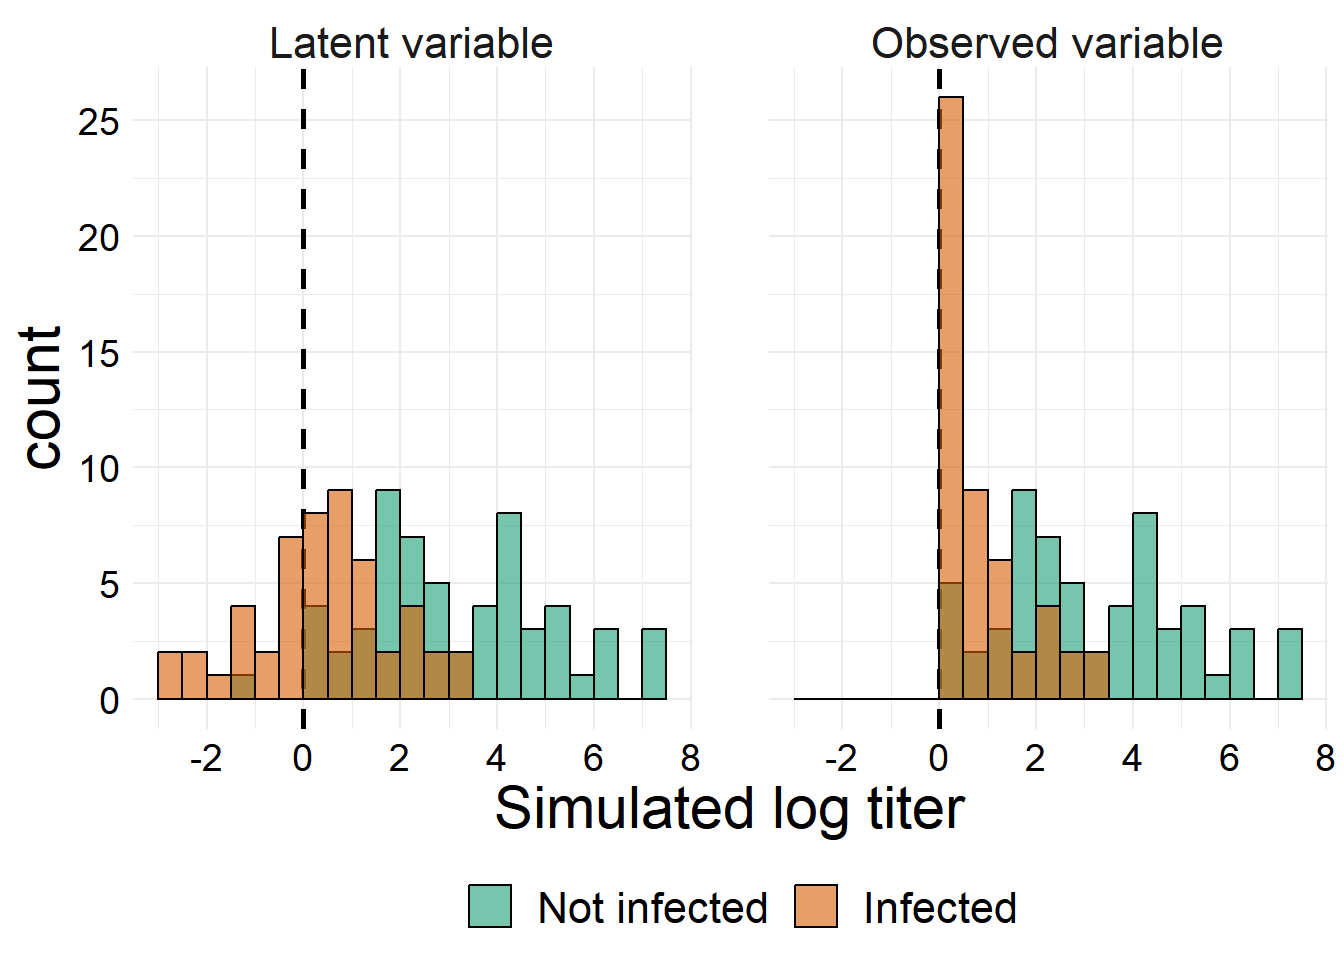 Latent variable
Observed variable
25
20
15
10
5
0
count
-2 0 2 4 6 8
-2 0 2 4 6 8
Simulated log titer
Not infected
Infected